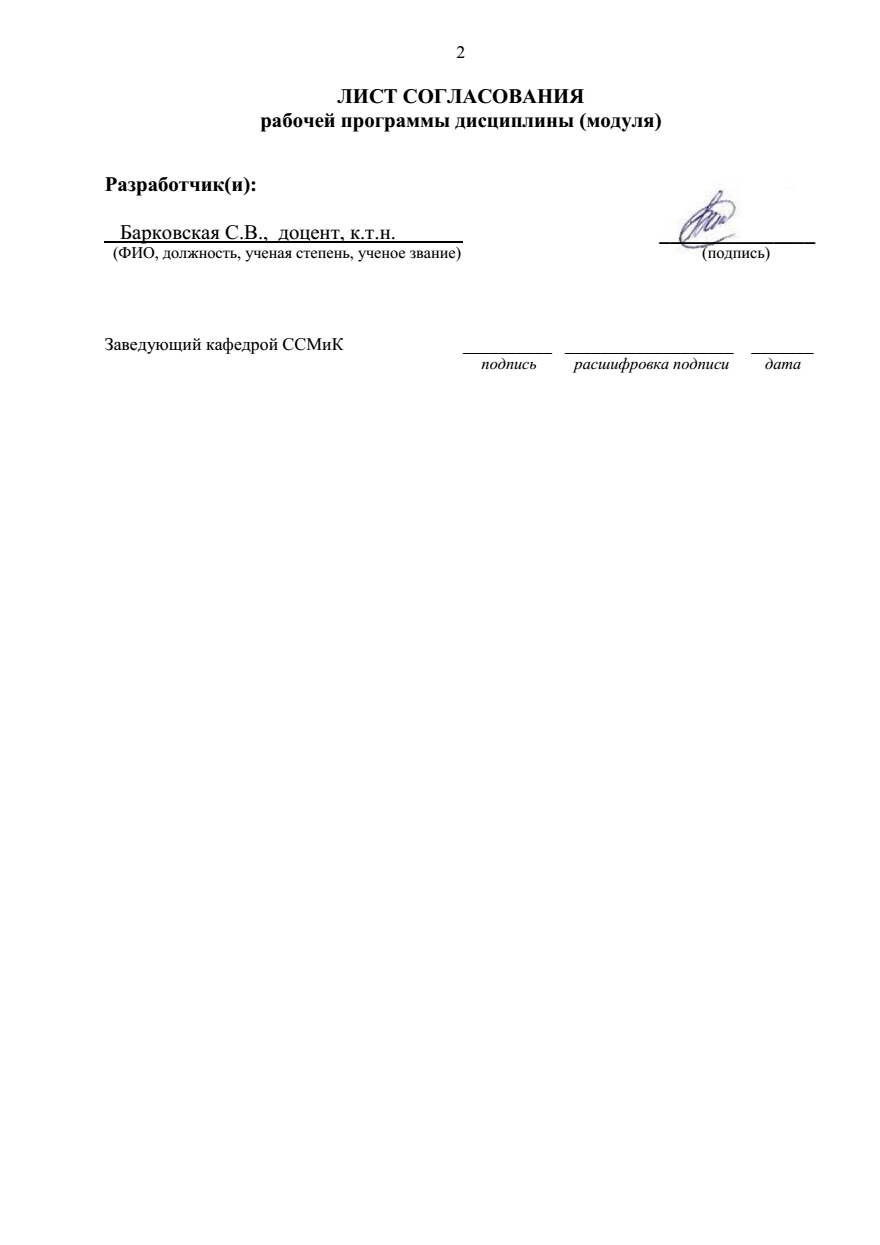 2
ЛИСТ СОГЛАСОВАНИЯ
рабочей программы дисциплины (модуля)
Разработчик(и):
Барковская С.В., доцент, к.т.н.
(ФИО, должность, ученая степень, ученое звание) (подпись)
Заведующий кафедрой ССМиК
подпись расшифровка подписи дата